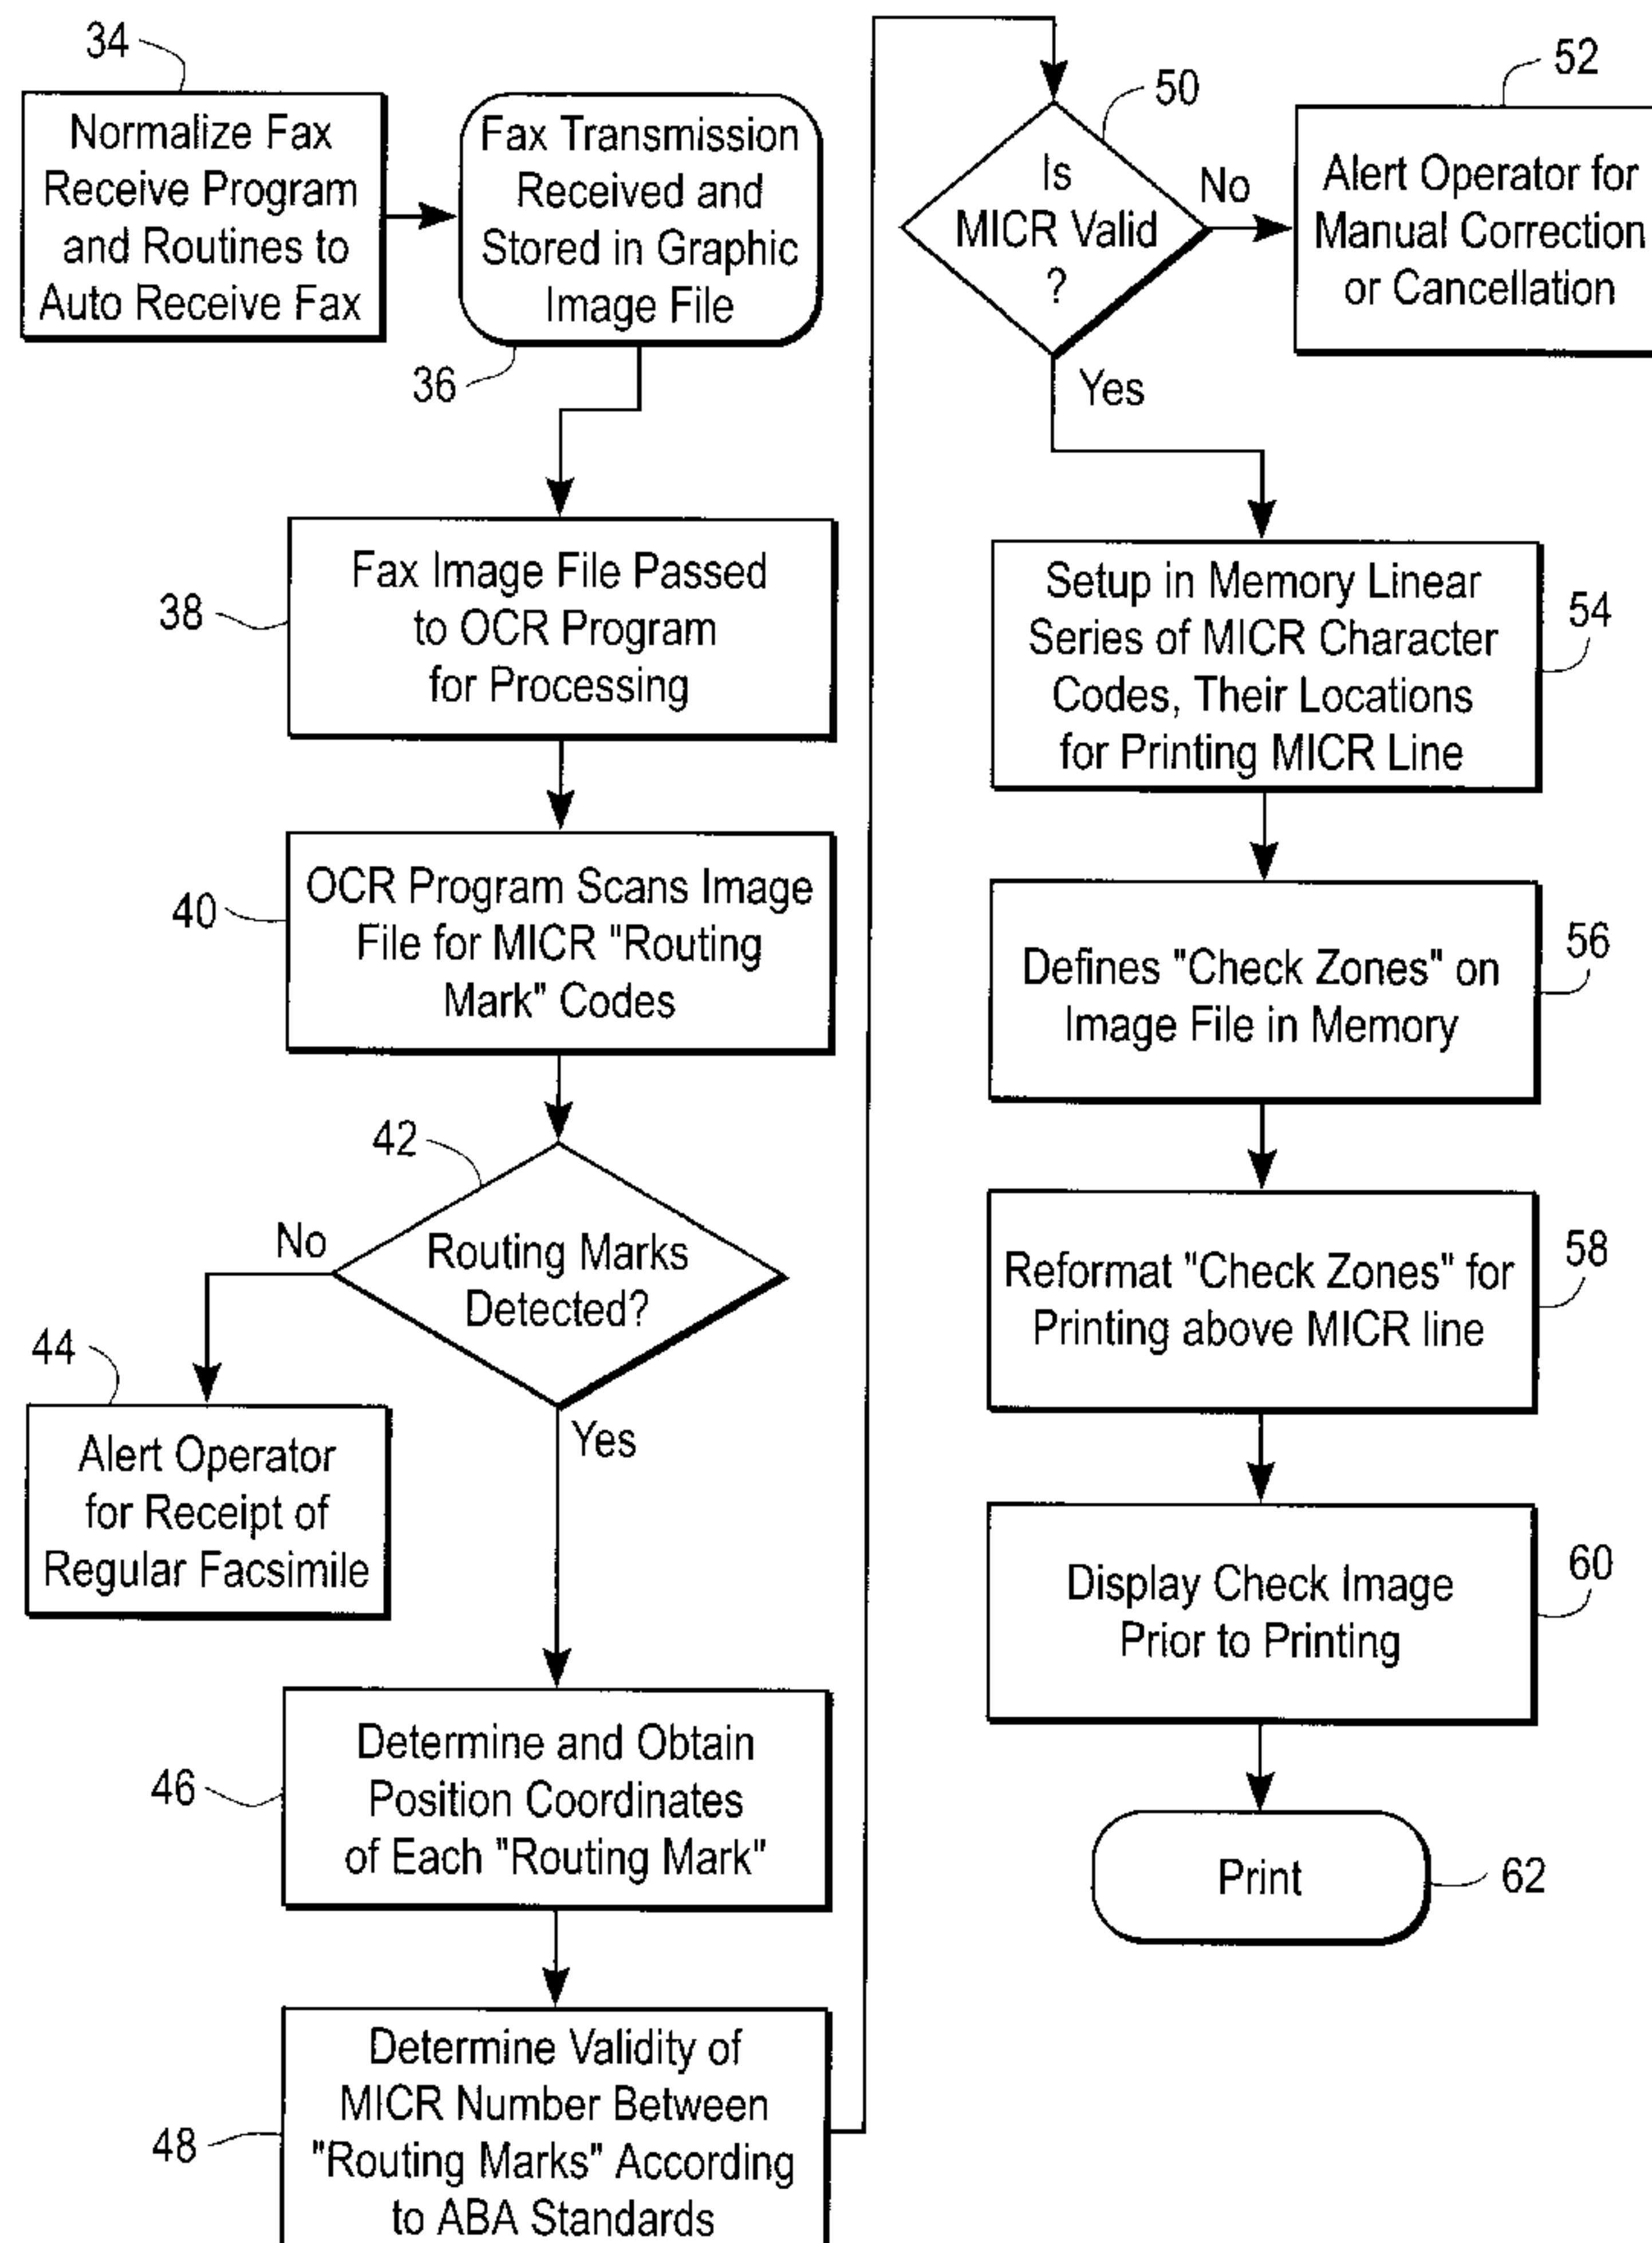 34
Normalize Fax
Receive Program
and Routines to
Auto Receive Fax
Fax Transmission
Received and
Stored in Graphic
Image File
36
38
Fax Image File Passed
to OCR Program
for Processing
40
OCR Program Scans Image
File for MICR "Routing
Mark" Codes
42
Routing Marks
Detected?
No
Yes
44
Alert Operator
for Receipt of
Regular Facsimile
46
Determine and Obtain
Position Coordinates
of Each "Routing Mark"
48
Determine Validity of
MICR Number Between
"Routing Marks" According
to ABA Standards
50
Is
MICR Valid
?
No
Yes
52
Alert Operator for
Manual Correction
or Cancellation
Setup in Memory Linear
Series of MICR Character
Codes, Their Locations
for Printing MICR Line
54
Defines "Check Zones" on
Image File in Memory
56
Reformat "Check Zones" for
Printing above MICR line
58
Display Check Image
Prior to Printing
60
Print
62